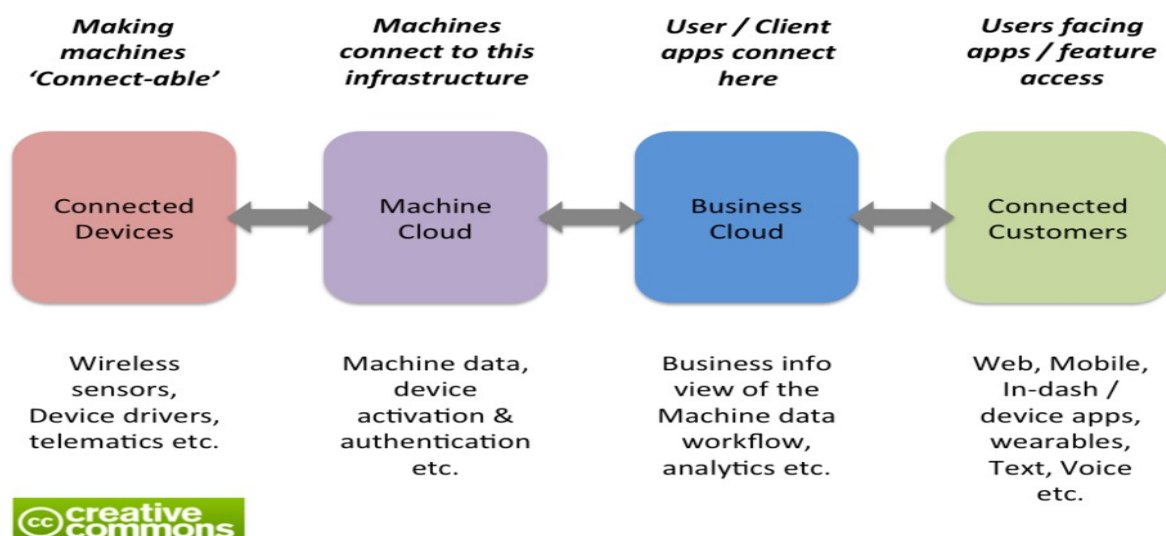 Making
machines
‘Connect-able’
Machines
connect to this
infrastructure
User / Client
apps connect
here
Users facing
apps / feature
access
Connected
Devices
Machine
Cloud
Business
Cloud
Connected
Customers
Wireless
sensors,
Device drivers,
telematics etc.
Machine data,
device
activation &
authentication
etc.
Business info
view of the
Machine data
workflow,
analytics etc.
Web, Mobile,
In-dash /
device apps,
wearables,
Text, Voice
etc.
cc creative
commons